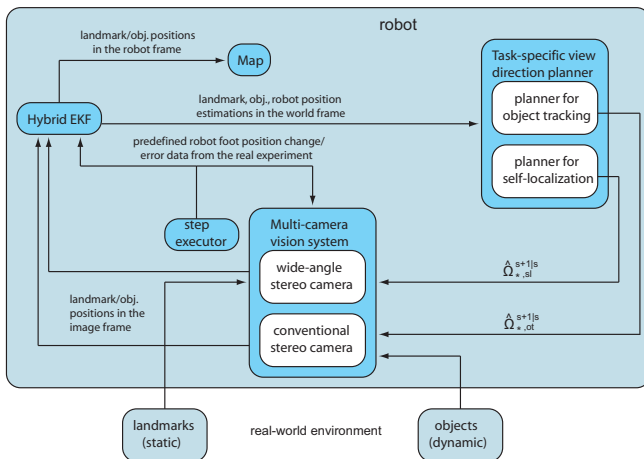 robot
landmark/obj. positions
in the robot frame
Map
Task-specific view
direction planner
landmark, obj., robot position
estimations in the world frame
planner for
object tracking
Hybrid EKF
predefined robot foot position change/
error data from the real experiment
planner for
self-localization
step
executor
Multi-camera
vision system
wide-angle
stereo camera
Ω̂ s+1|s *,sl
landmark/obj.
positions in the
image frame
conventional
stereo camera
Ω̂ s+1|s *,ot
landmarks
(static)
real-world environment
objects
(dynamic)